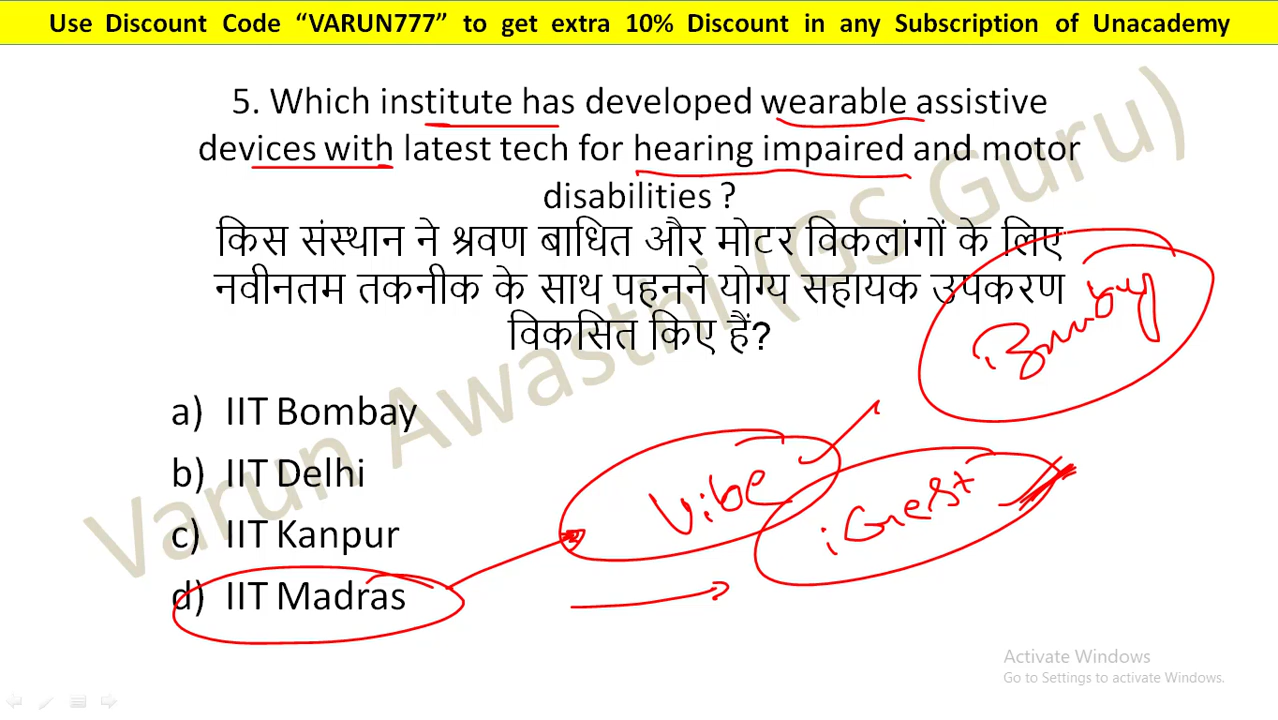 Use Discount Code “VARUN777” to get extra 10% Discount in any Subscription of Unacademy
5. Which institute has developed wearable assistive
devices with latest tech for hearing impaired and motor
disabilities ?
किस संस्थान ने श्रवण बाधित और मोटर विकलांगों के लिए
नवीनतम तकनीक के साथ पहनने योग्य सहायक उपकरण
विकसित किए हैं?
Bombay
a) IIT Bombay
b) IIT Delhi
Vibe
iGest
c) IIT Kanpur
d) IIT Madras
Varun Awasthi (GS Guru)
Activate Windows
Go to Settings to activate Windows.